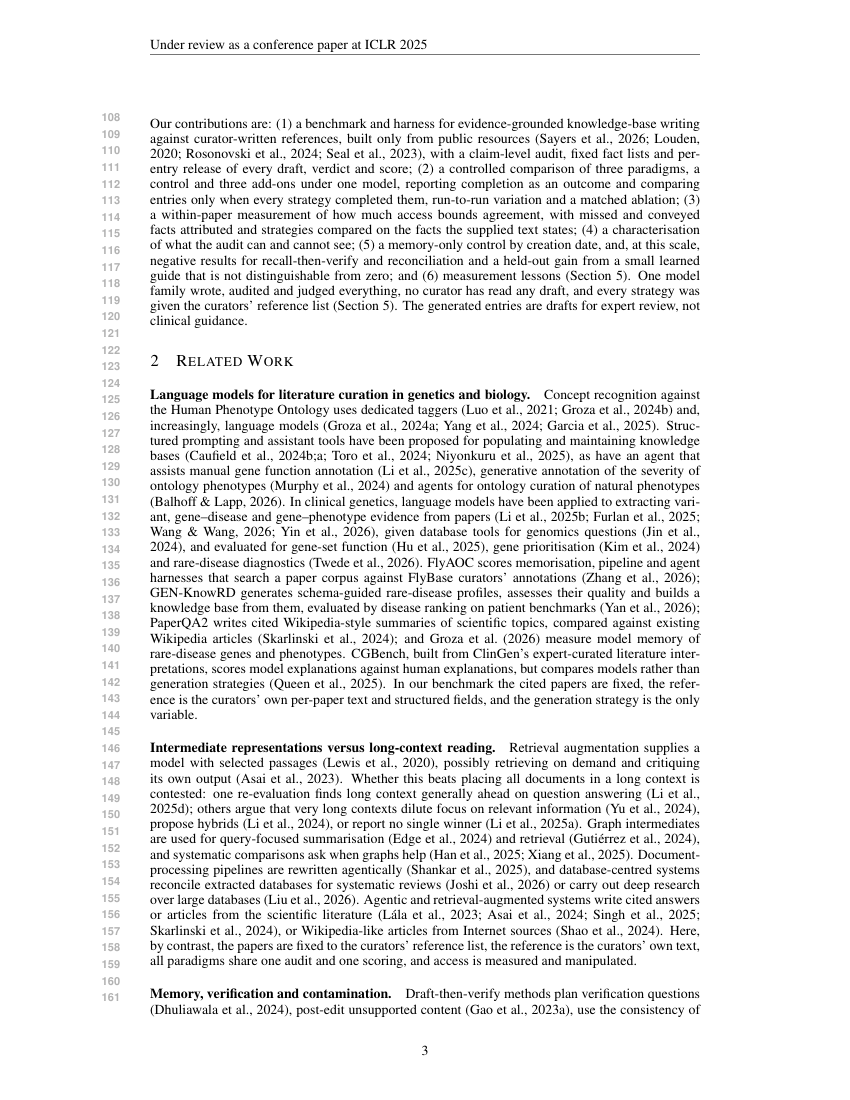 Under review as a conference paper at ICLR 2025
108
109
110
111
112
113
114
115
116
117
118
119
120
121
122
123
124
125
126
127
128
129
130
131
132
133
134
135
136
137
138
139
140
141
142
143
144
145
146
147
148
149
150
151
152
153
154
155
156
157
158
159
160
161
Our contributions are: (1) a benchmark and harness for evidence-grounded knowledge-base writing
against curator-written references, built only from public resources (Sayers et al., 2026; Louden,
2020; Rosonovski et al., 2024; Seal et al., 2023), with a claim-level audit, fixed fact lists and per-
entry release of every draft, verdict and score; (2) a controlled comparison of three paradigms, a
control and three add-ons under one model, reporting completion as an outcome and comparing
entries only when every strategy completed them, run-to-run variation and a matched ablation; (3)
a within-paper measurement of how much access bounds agreement, with missed and conveyed
facts attributed and strategies compared on the facts the supplied text states; (4) a characterisation
of what the audit can and cannot see; (5) a memory-only control by creation date, and, at this scale,
negative results for recall-then-verify and reconciliation and a held-out gain from a small learned
guide that is not distinguishable from zero; and (6) measurement lessons (Section 5). One model
family wrote, audited and judged everything, no curator has read any draft, and every strategy was
given the curators’ reference list (Section 5). The generated entries are drafts for expert review, not
clinical guidance.
2 RELATED WORK
Language models for literature curation in genetics and biology. Concept recognition against
the Human Phenotype Ontology uses dedicated taggers (Luo et al., 2021; Groza et al., 2024b) and,
increasingly, language models (Groza et al., 2024a; Yang et al., 2024; Garcia et al., 2025). Struc-
tured prompting and assistant tools have been proposed for populating and maintaining knowledge
bases (Caufield et al., 2024b;a; Toro et al., 2024; Niyonkuru et al., 2025), as have an agent that
assists manual gene function annotation (Li et al., 2025c), generative annotation of the severity of
ontology phenotypes (Murphy et al., 2024) and agents for ontology curation of natural phenotypes
(Balhoff & Lapp, 2026). In clinical genetics, language models have been applied to extracting vari-
ant, gene–disease and gene–phenotype evidence from papers (Li et al., 2025b; Furlan et al., 2025;
Wang & Wang, 2026; Yin et al., 2026), given database tools for genomics questions (Jin et al.,
2024), and evaluated for gene-set function (Hu et al., 2025), gene prioritisation (Kim et al., 2024)
and rare-disease diagnostics (Twede et al., 2026). FlyAOC scores memorisation, pipeline and agent
harnesses that search a paper corpus against FlyBase curators’ annotations (Zhang et al., 2026);
GEN-KnowRD generates schema-guided rare-disease profiles, assesses their quality and builds a
knowledge base from them, evaluated by disease ranking on patient benchmarks (Yan et al., 2026);
PaperQA2 writes cited Wikipedia-style summaries of scientific topics, compared against existing
Wikipedia articles (Skarlinski et al., 2024); and Groza et al. (2026) measure model memory of
rare-disease genes and phenotypes. CGBench, built from ClinGen’s expert-curated literature inter-
pretations, scores model explanations against human explanations, but compares models rather than
generation strategies (Queen et al., 2025). In our benchmark the cited papers are fixed, the refer-
ence is the curators’ own per-paper text and structured fields, and the generation strategy is the only
variable.
Intermediate representations versus long-context reading. Retrieval augmentation supplies a
model with selected passages (Lewis et al., 2020), possibly retrieving on demand and critiquing
its own output (Asai et al., 2023). Whether this beats placing all documents in a long context is
contested: one re-evaluation finds long context generally ahead on question answering (Li et al.,
2025d); others argue that very long contexts dilute focus on relevant information (Yu et al., 2024),
propose hybrids (Li et al., 2024), or report no single winner (Li et al., 2025a). Graph intermediates
are used for query-focused summarisation (Edge et al., 2024) and retrieval (Gutiérrez et al., 2024),
and systematic comparisons ask when graphs help (Han et al., 2025; Xiang et al., 2025). Document-
processing pipelines are rewritten agentically (Shankar et al., 2025), and database-centred systems
reconcile extracted databases for systematic reviews (Joshi et al., 2026) or carry out deep research
over large databases (Liu et al., 2026). Agentic and retrieval-augmented systems write cited answers
or articles from the scientific literature (Lála et al., 2023; Asai et al., 2024; Singh et al., 2025;
Skarlinski et al., 2024), or Wikipedia-like articles from Internet sources (Shao et al., 2024). Here,
by contrast, the papers are fixed to the curators’ reference list, the reference is the curators’ own text,
all paradigms share one audit and one scoring, and access is measured and manipulated.
Memory, verification and contamination. Draft-then-verify methods plan verification questions
(Dhuliawala et al., 2024), post-edit unsupported content (Gao et al., 2023a), use the consistency of
3